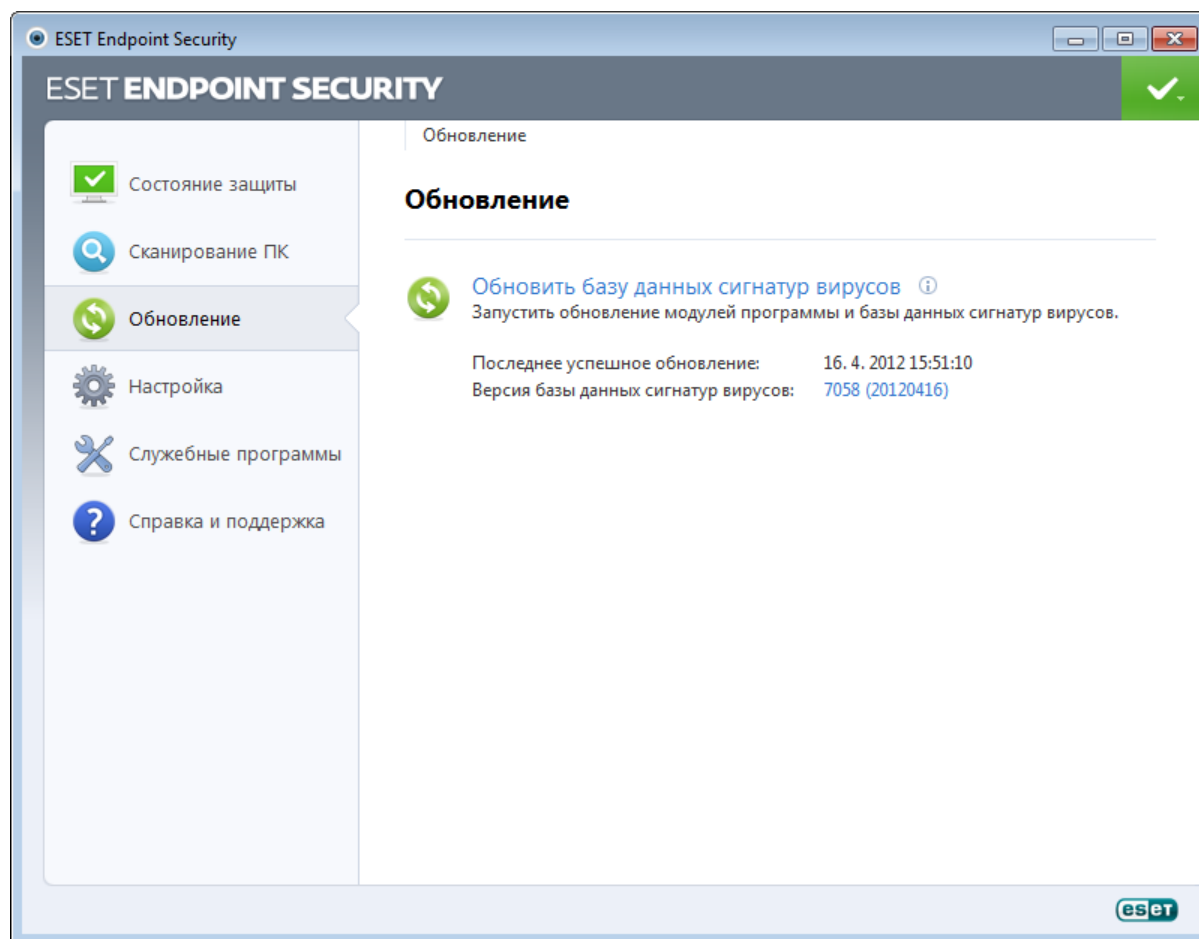 ESET Endpoint Security
ESET ENDPOINT SECURITY
Обновление
Состояние защиты
Обновление
Сканирование ПК
Обновить базу данных сигнатур вирусов
Запустить обновление модулей программы и базы данных сигнатур вирусов.
Обновление
Последнее успешное обновление: 16. 4. 2012 15:51:10
Настройка
Версия базы данных сигнатур вирусов: 7058 (20120416)
Служебные программы
Справка и поддержка
eset